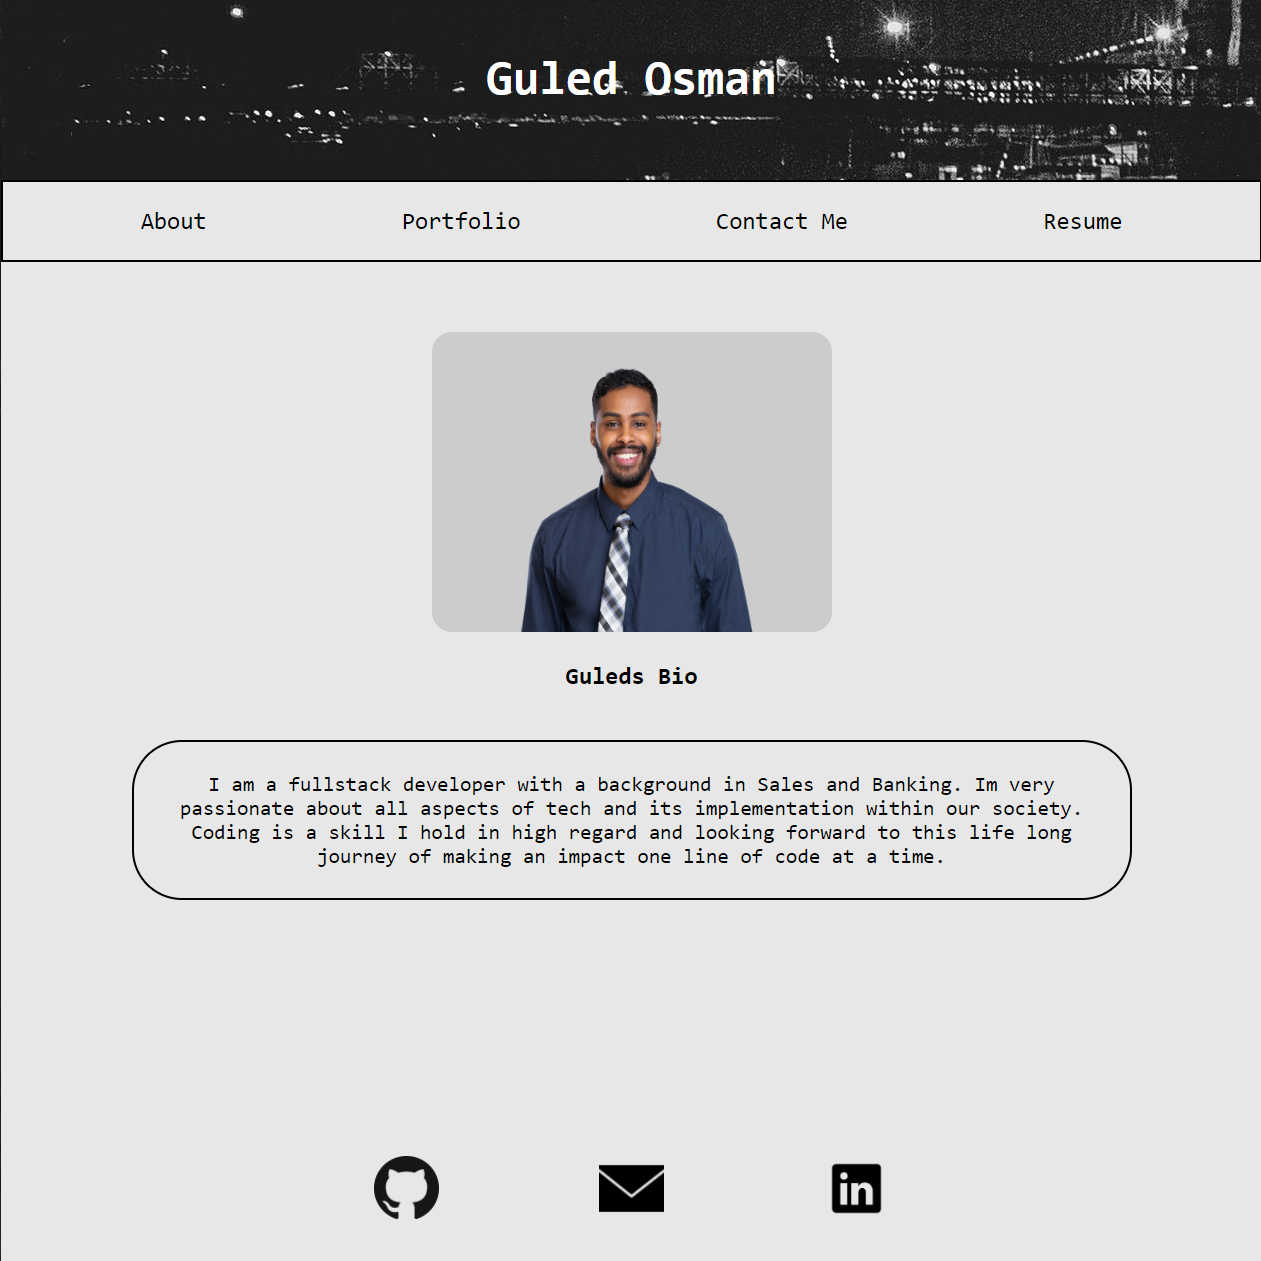 Guled Osman
About Portfolio Contact Me Resume
Guleds Bio
I am a fullstack developer with a background in Sales and Banking. Im very
passionate about all aspects of tech and its implementation within our society.
Coding is a skill I hold in high regard and looking forward to this life long
journey of making an impact one line of code at a time.
in